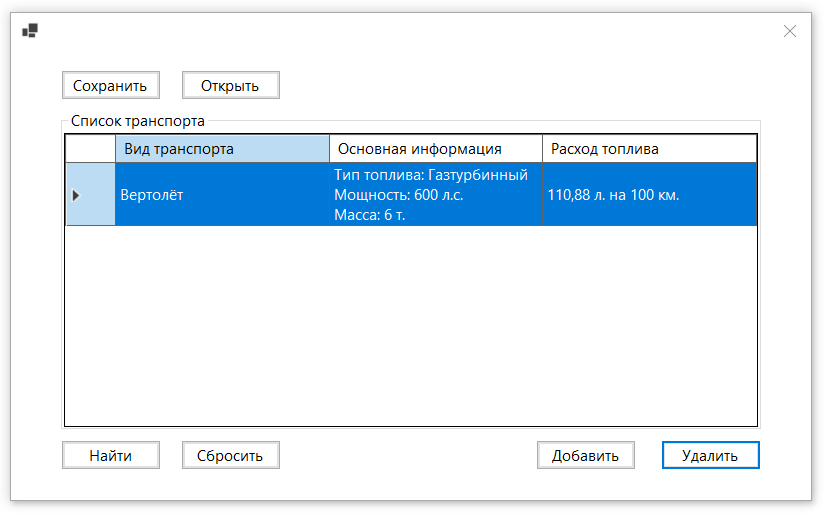 Сохранить
Открыть
Список транспорта
Вид транспорта
Основная информация
Расход топлива
Вертолёт
Тип топлива: Газтурбинный
Мощность: 600 л.с.
Масса: 6 т.
110,88 л. на 100 км.
Найти
Сбросить
Добавить
Удалить